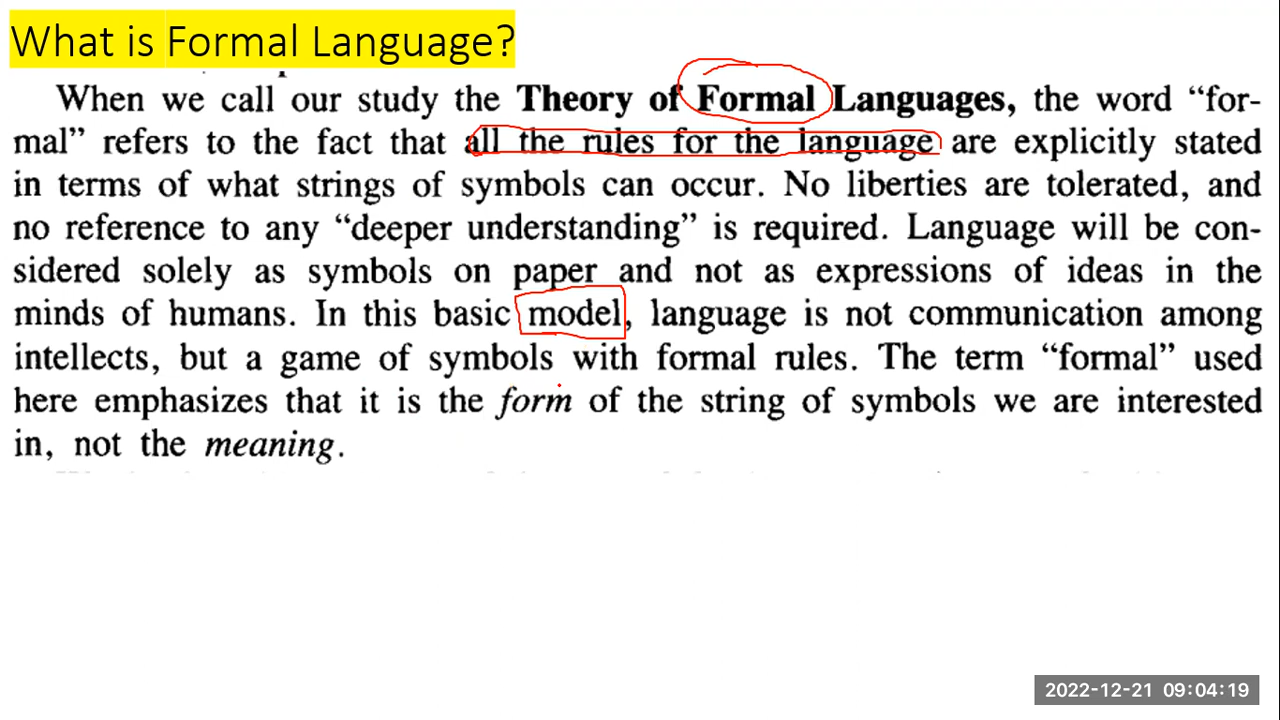 What is Formal Language?
When we call our study the Theory of Formal Languages, the word “for-
mal” refers to the fact that all the rules for the language are explicitly stated
in terms of what strings of symbols can occur. No liberties are tolerated, and
no reference to any “deeper understanding” is required. Language will be con-
sidered solely as symbols on paper and not as expressions of ideas in the
minds of humans. In this basic model, language is not communication among
intellects, but a game of symbols with formal rules. The term “formal” used
here emphasizes that it is the form of the string of symbols we are interested
in, not the meaning.
2022-12-21 09:04:19